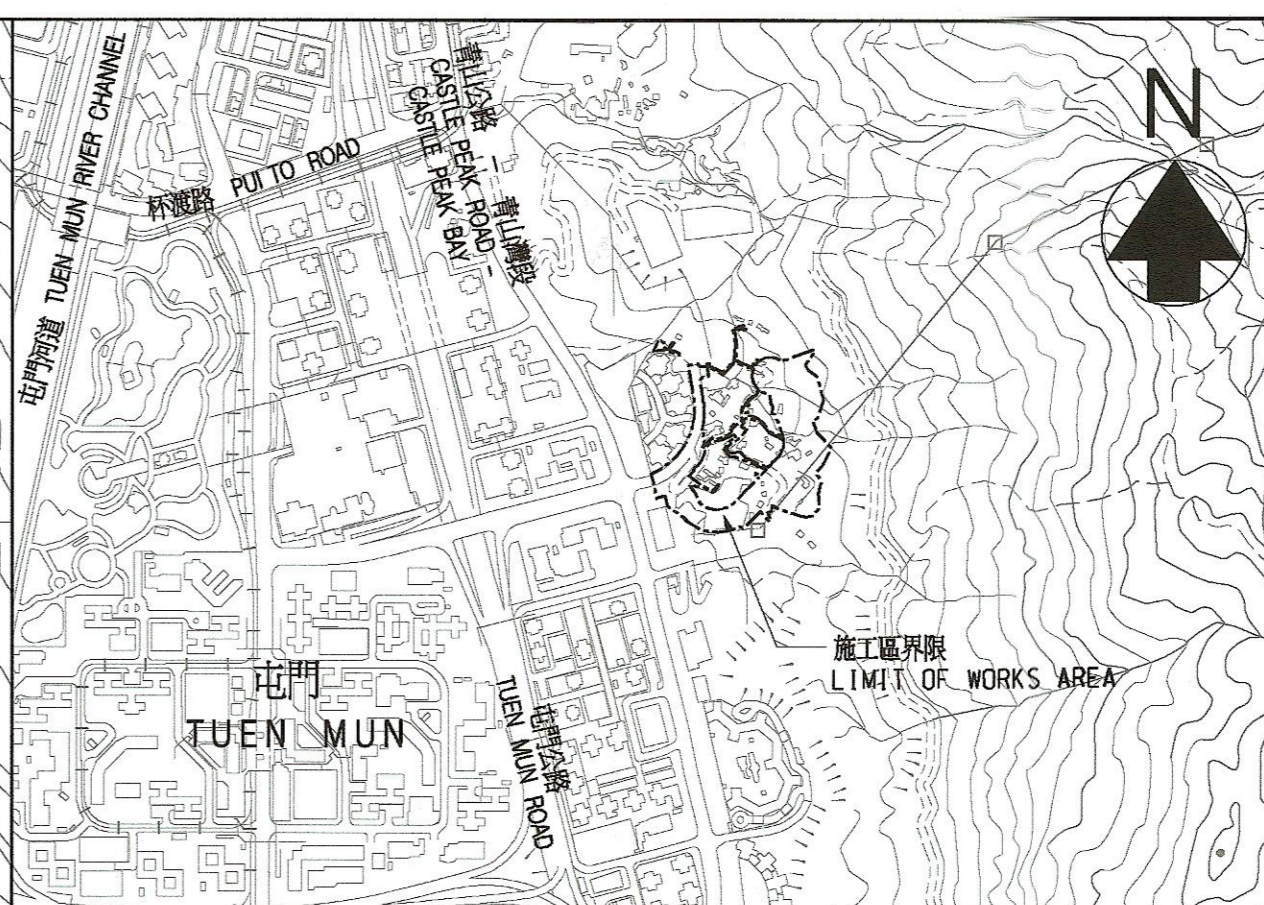 屯門河道 TUEN MUN RIVER CHANNEL
杯渡路 PUI TO ROAD
青山公路 — 青山灣段
CASTLE PEAK ROAD -
CASTLE PEAK BAY
N
施工區界限
LIMIT OF WORKS AREA
屯門
TUEN MUN
屯門公路
TUEN MUN ROAD